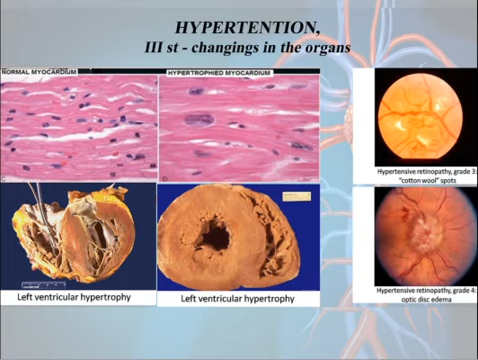 HYPERTENTION,
III st - changings in the organs
NORMAL MYOCARDIUM
HYPERTROPHIED MYOCARDIUM
C
D
Left ventricular hypertrophy
Left ventricular hypertrophy
Hypertensive retinopathy, grade 3:
"cotton wool" spots
Hypertensive retinopathy, grade 4:
optic disc edema